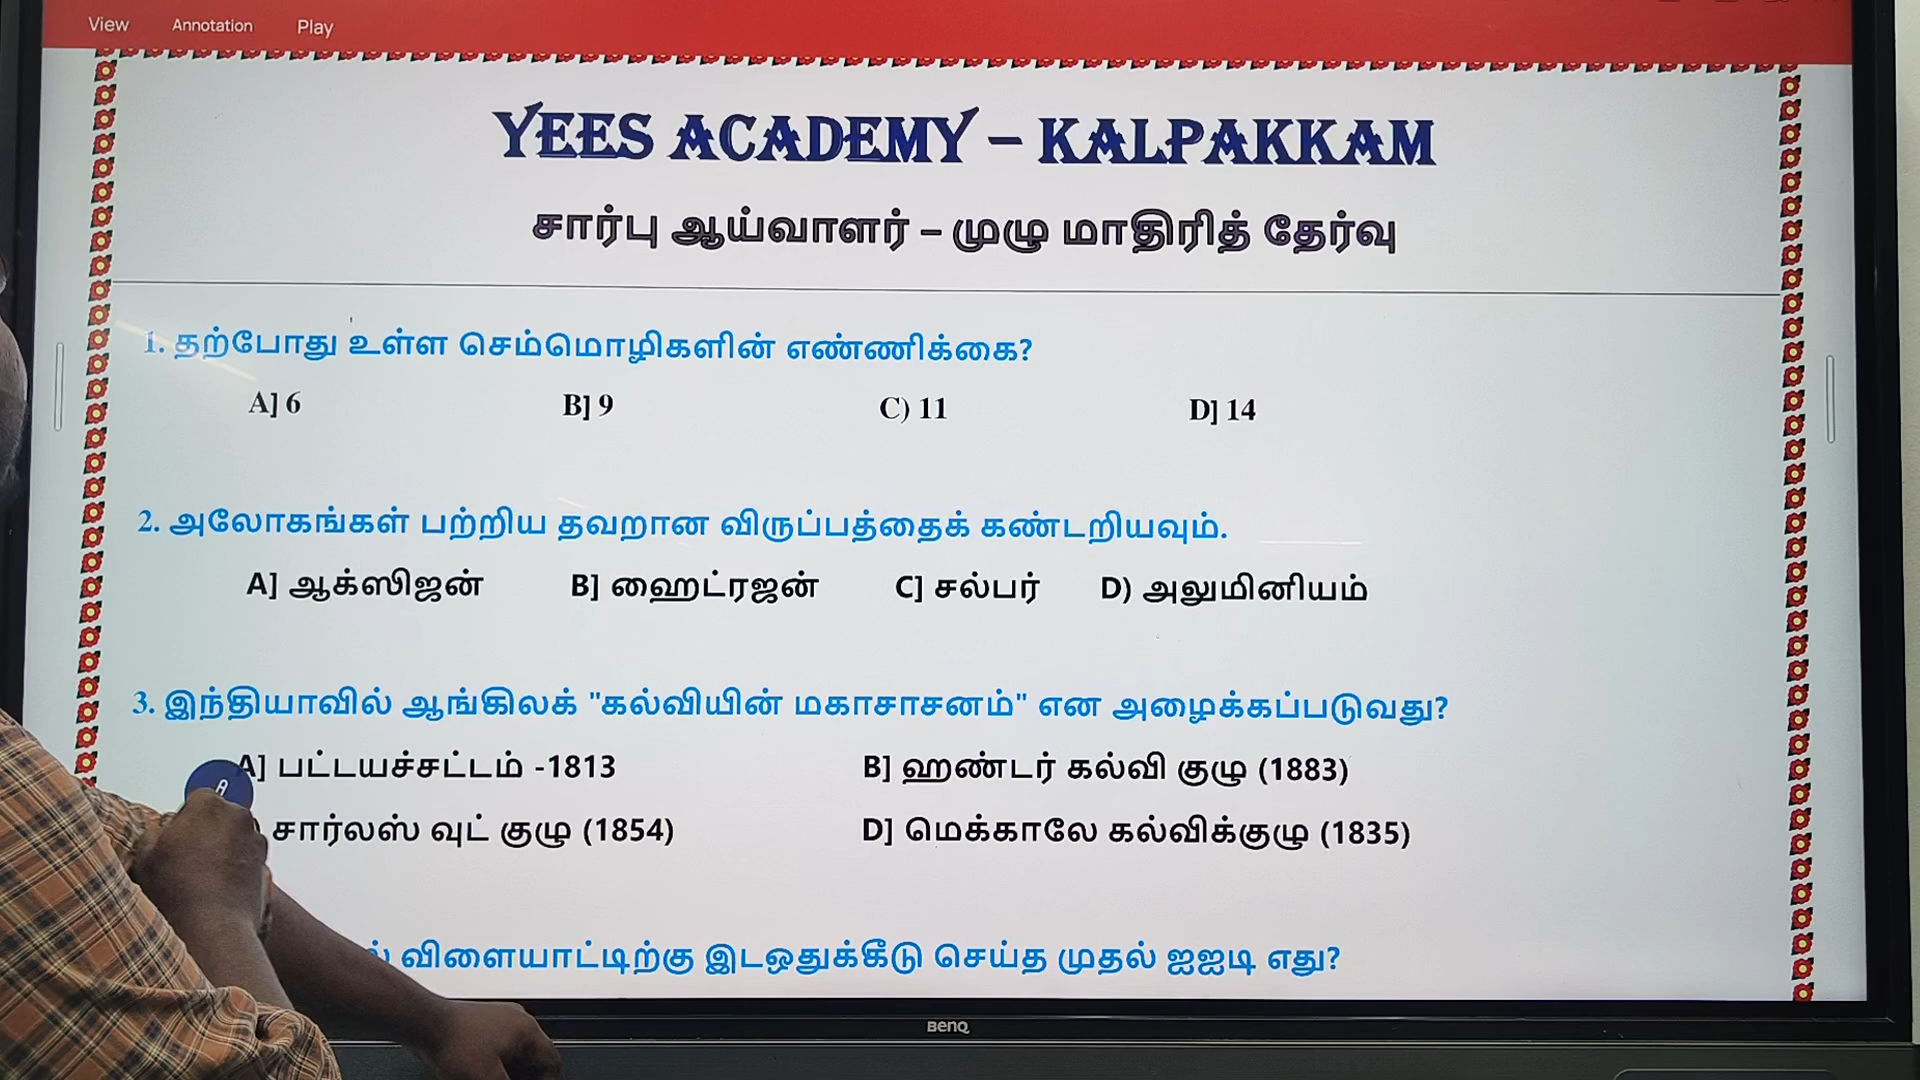 View Annotation Play
YEES ACADEMY – KALPAKKAM
சார்பு ஆய்வாளர் – முழு மாதிரித் தேர்வு
1. தற்போது உள்ள செம்மொழிகளின் எண்ணிக்கை?
A] 6 B] 9 C) 11 D] 14
2. அலோகங்கள் பற்றிய தவறான விருப்பத்தைக் கண்டறியவும்.
A] ஆக்ஸிஜன் B] ஹைட்ரஜன் C] சல்பர் D) அலுமினியம்
3. இந்தியாவில் ஆங்கிலக் "கல்வியின் மகாசாசனம்" என அழைக்கப்படுவது?
A] பட்டயச்சட்டம் -1813 B] ஹண்டர் கல்வி குழு (1883)
சார்லஸ் வுட் குழு (1854) D] மெக்காலே கல்விக்குழு (1835)
விளையாட்டிற்கு இடஒதுக்கீடு செய்த முதல் ஐஐடி எது?
BenQ